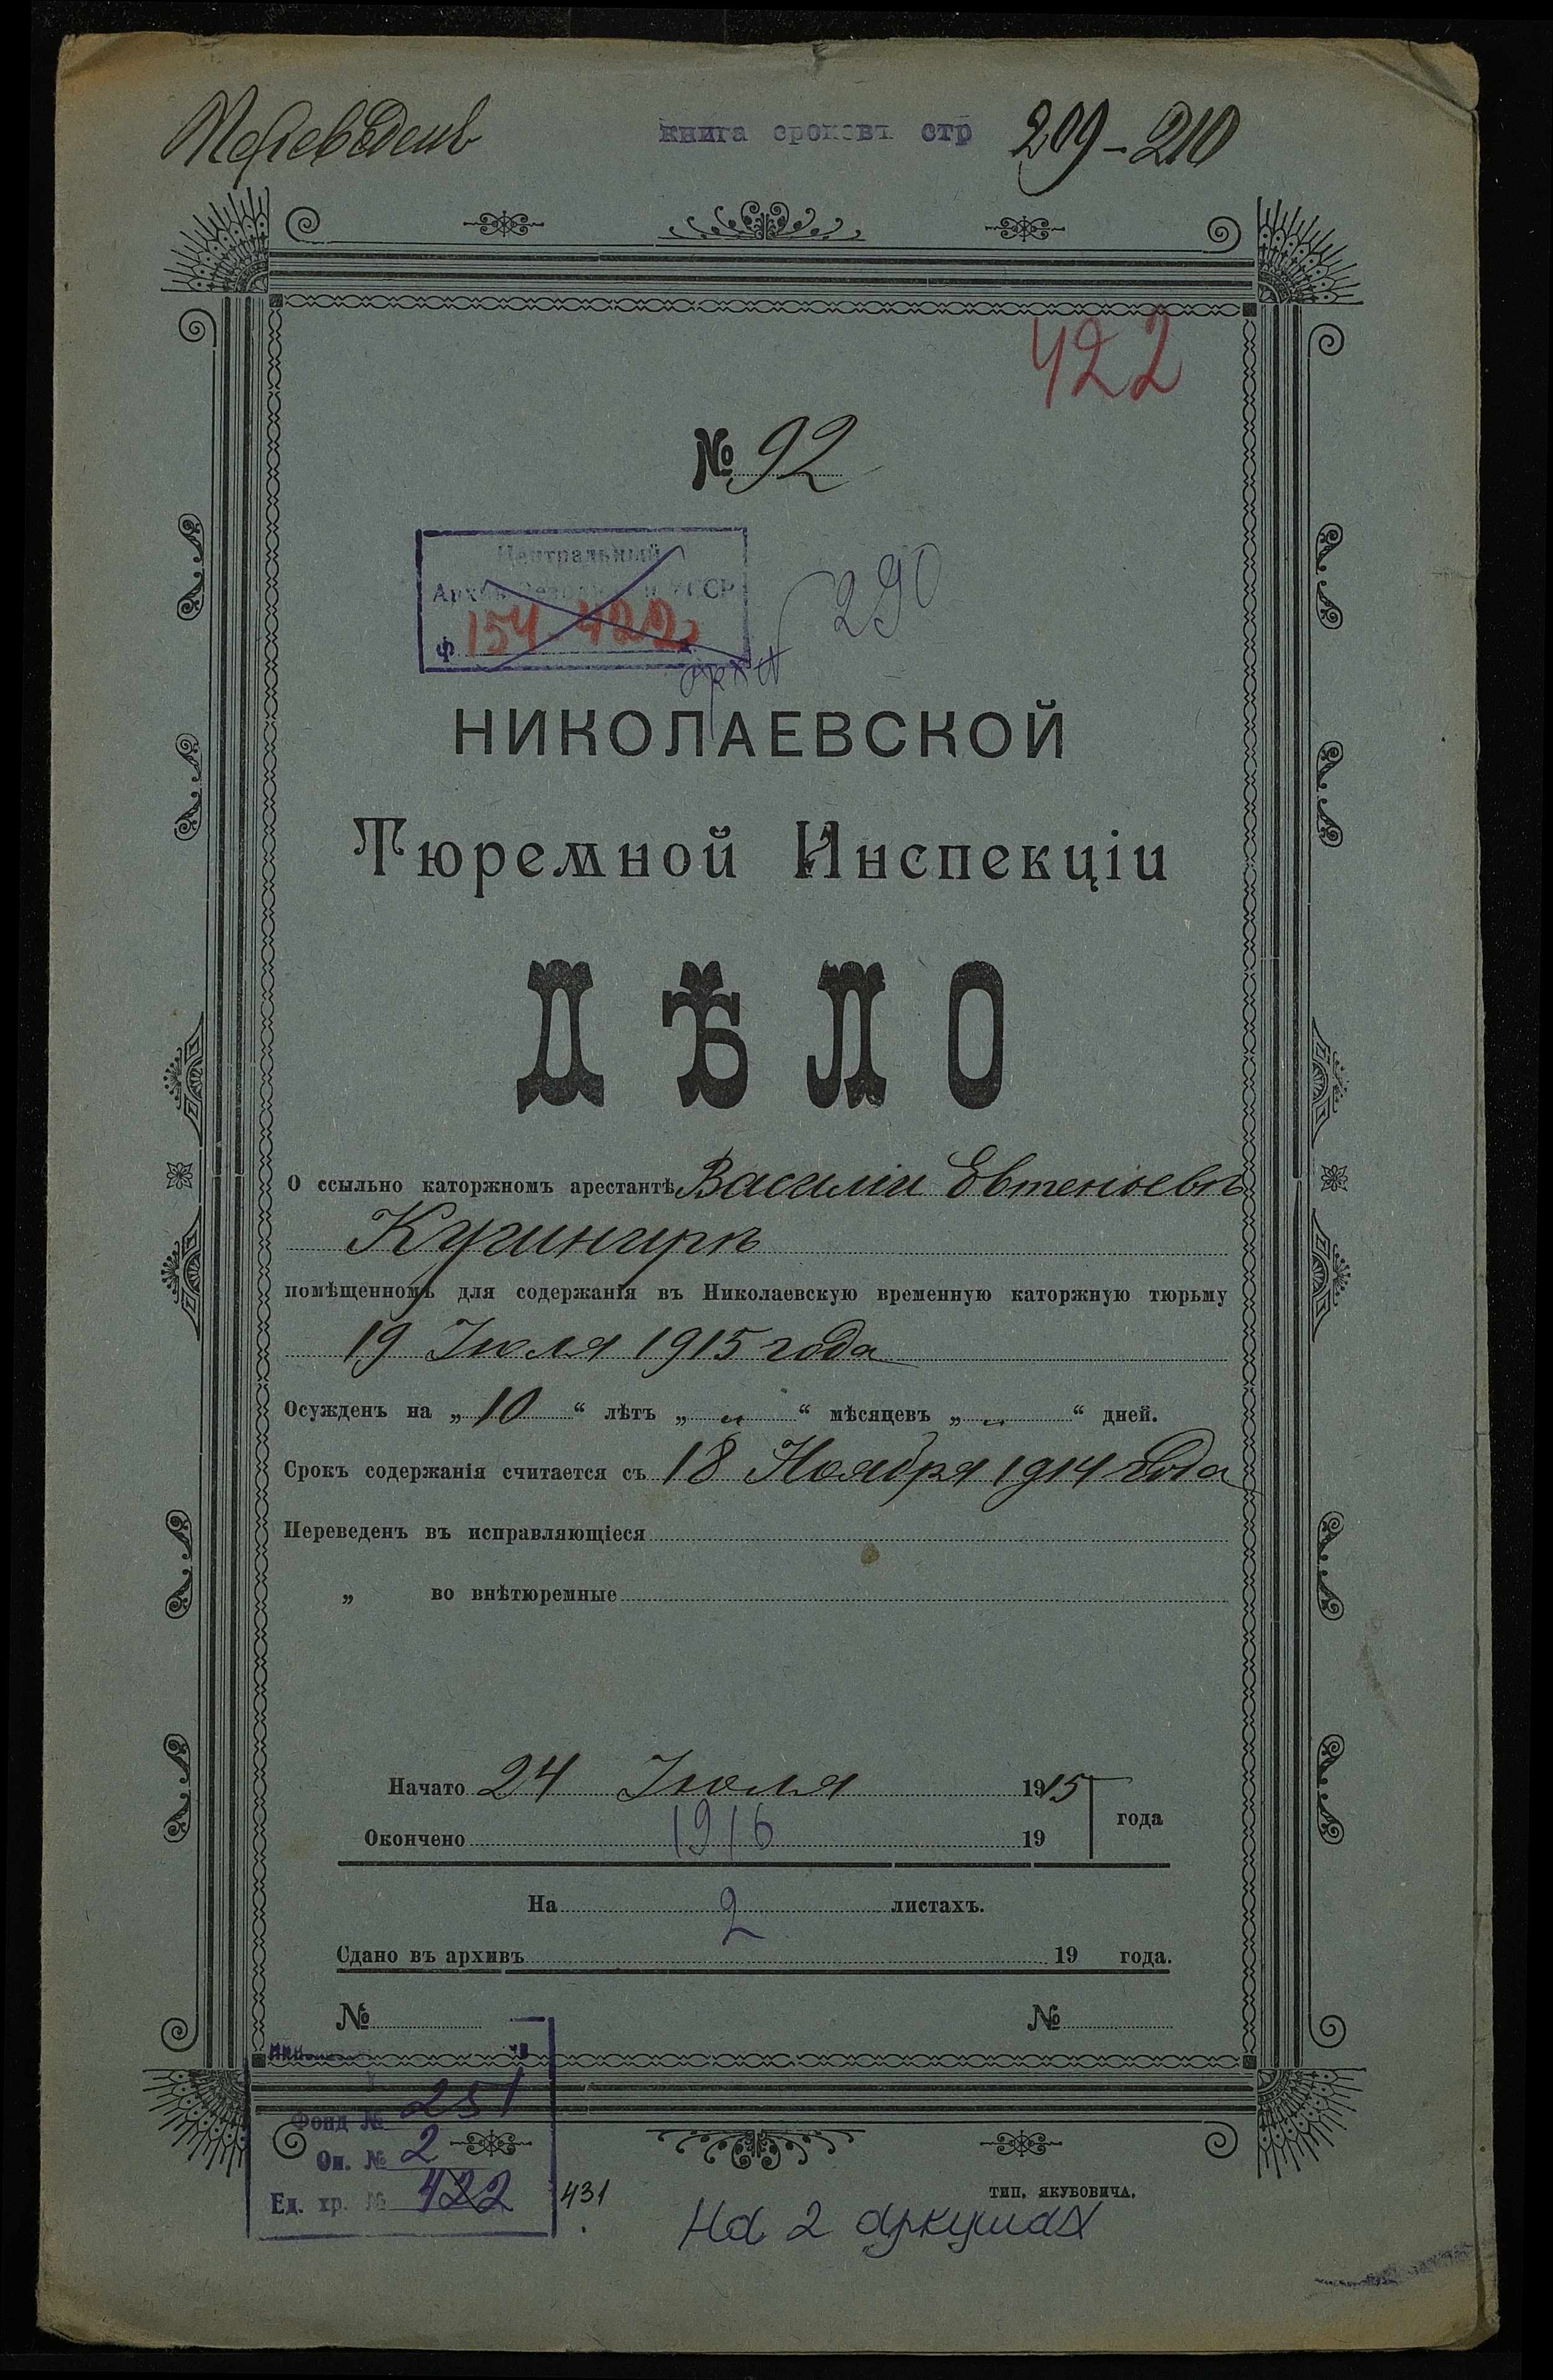 Переведенъ
книга сроковъ стр 209-210
422
№ 92
Центральный
Архив УССР
ф 154 422
290
НИКОЛАЕВСКОЙ
Тюремной Инспекціи
ДѢЛО
О ссыльно каторжномъ арестантѣ Василіи
помѣщенномъ для содержанія въ Николаевскую временную каторжную тюрьму
19 Іюля 1915 года
Осужденъ на „ 10 “ лѣтъ „ " “ мѣсяцевъ „ " “ дней.
Срокъ содержанія считается съ 18 Ноября 1914 года
Переведенъ въ исправляющіеся
„ во внѣтюремные
Начато 24 Іюля 1915
года
Окончено 1916 19
На 2 листахъ.
Сдано въ архивъ 19 года.
№ №
Фонд № 251
Оп. № 2
Ед. хр. № 422
431
ТИП. ЯКУБОВИЧА.
На 2 аркушах